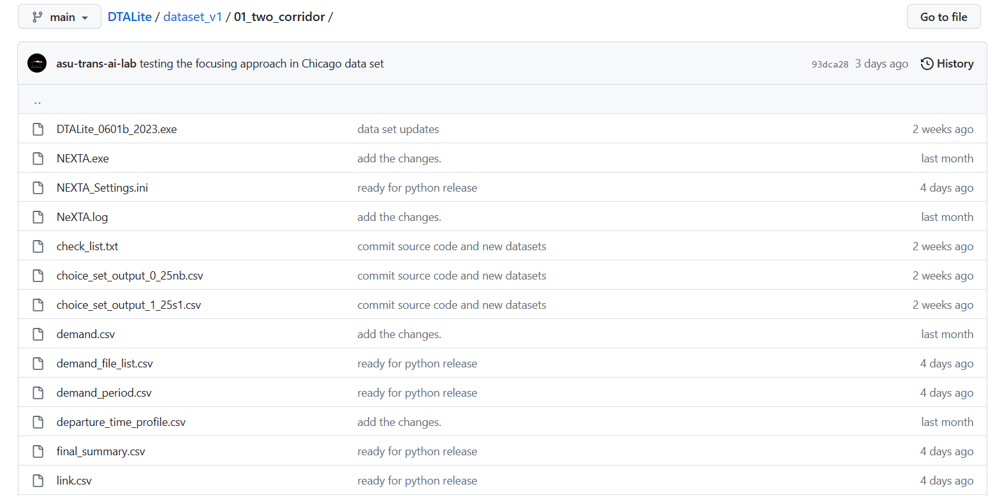 main DTALite / dataset_v1 / 01_two_corridor / Go to file
asu-trans-ai-lab testing the focusing approach in Chicago data set 93dca28 3 days ago History
..
DTALite_0601b_2023.exe data set updates 2 weeks ago
NEXTA.exe add the changes. last month
NEXTA_Settings.ini ready for python release 4 days ago
NeXTA.log add the changes. last month
check_list.txt commit source code and new datasets 2 weeks ago
choice_set_output_0_25nb.csv commit source code and new datasets 2 weeks ago
choice_set_output_1_25s1.csv commit source code and new datasets 2 weeks ago
demand.csv add the changes. last month
demand_file_list.csv ready for python release 4 days ago
demand_period.csv ready for python release 4 days ago
departure_time_profile.csv add the changes. last month
final_summary.csv ready for python release 4 days ago
link.csv ready for python release 4 days ago